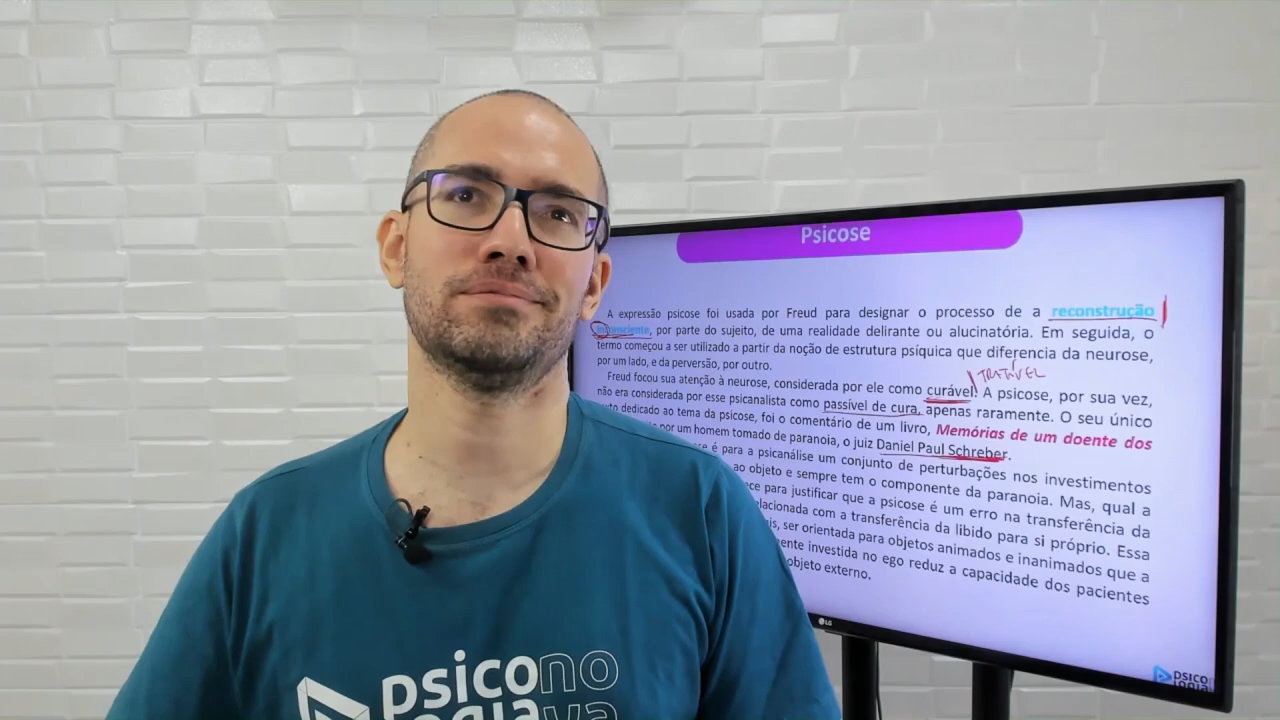 Psicose
A expressão psicose foi usada por Freud para designar o processo de a reconstrução
inconsciente, por parte do sujeito, de uma realidade delirante ou alucinatória. Em seguida, o
termo começou a ser utilizado a partir da noção de estrutura psíquica que diferencia da neurose,
por um lado, e da perversão, por outro.
TRATÁVEL
Freud focou sua atenção à neurose, considerada por ele como curável. A psicose, por sua vez,
não era considerada por esse psicanalista como passível de cura, apenas raramente. O seu único
dedicado ao tema da psicose, foi o comentário de um livro, Memórias de um doente dos
por um homem tomado de paranoia, o juiz Daniel Paul Schreber.
é para a psicanálise um conjunto de perturbações nos investimentos
ao objeto e sempre tem o componente da paranoia. Mas, qual a
para justificar que a psicose é um erro na transferência da
relacionada com a transferência da libido para si próprio. Essa
ser orientada para objetos animados e inanimados que a
investida no ego reduz a capacidade dos pacientes
objeto externo.
LG
PSICO
LOGIA
psicono
logiava